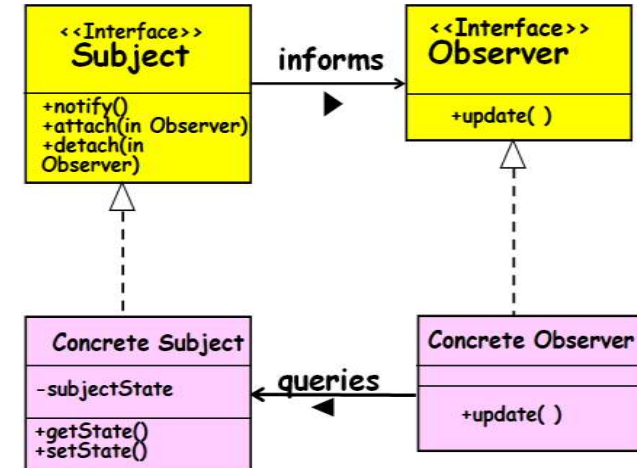 <<Interface>>
Subject
+notify()
+attach(in Observer)
+detach(in
Observer)
informs
<<Interface>>
Observer
+update( )
Concrete Subject
-subjectState
+getState()
+setState()
queries
Concrete Observer
+update( )